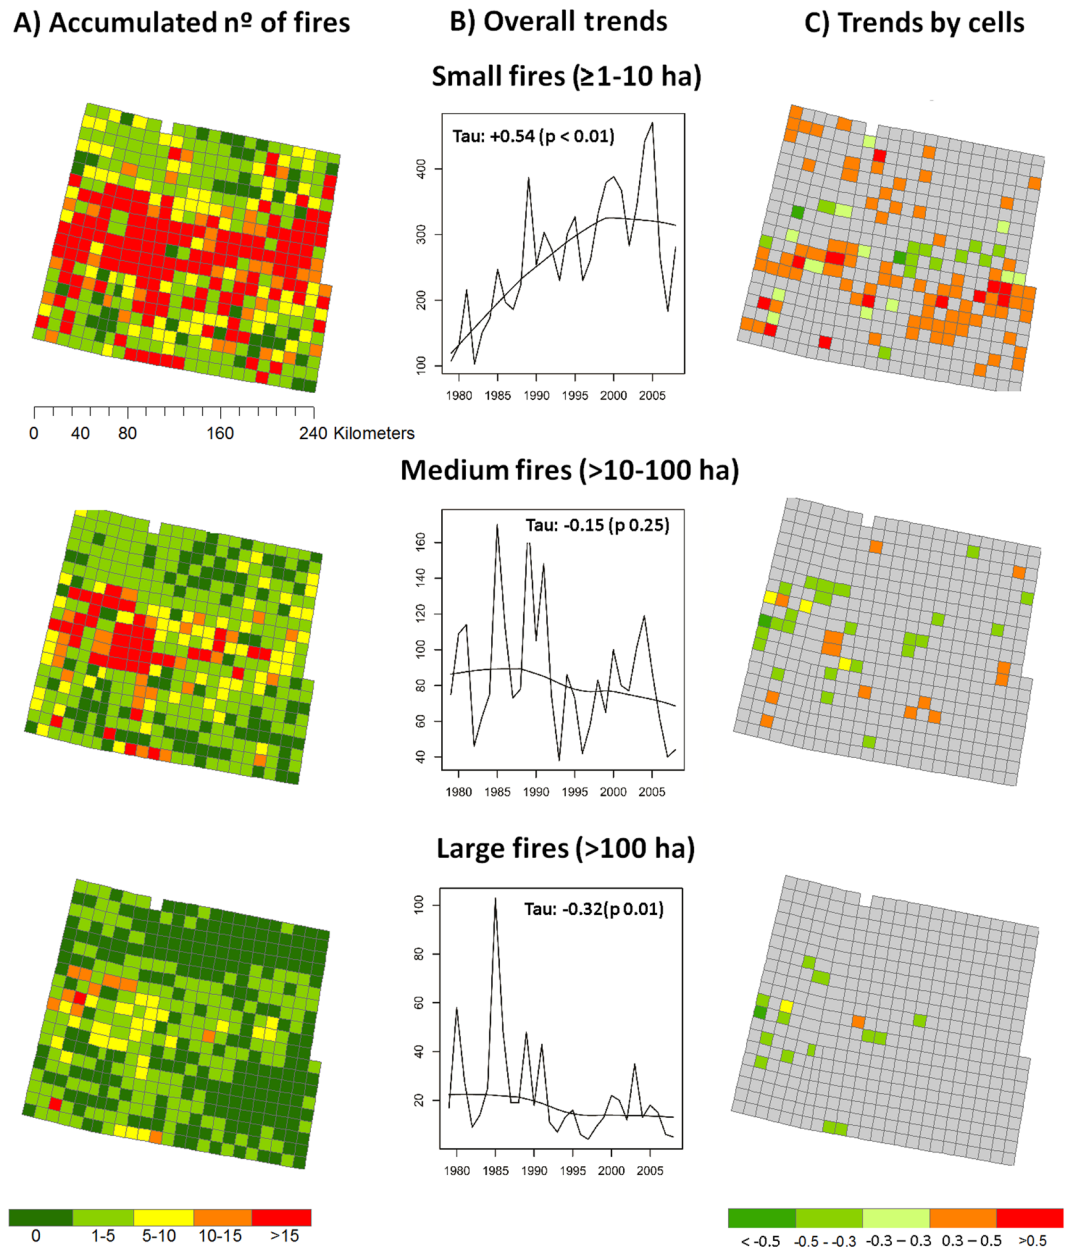 A) Accumulated nº of fires
B) Overall trends
C) Trends by cells
Small fires (≥1-10 ha)
Tau: +0.54 (p < 0.01)
400
300
200
100
1980 1985 1990 1995 2000 2005
0 40 80 160 240 Kilometers
Medium fires (>10-100 ha)
Tau: -0.15 (p 0.25)
160
140
120
100
80
60
40
1980 1985 1990 1995 2000 2005
Large fires (>100 ha)
Tau: -0.32(p 0.01)
100
80
60
40
20
1980 1985 1990 1995 2000 2005
0 1-5 5-10 10-15 >15
< -0.5 -0.5 - -0.3 -0.3 – 0.3 0.3 – 0.5 >0.5